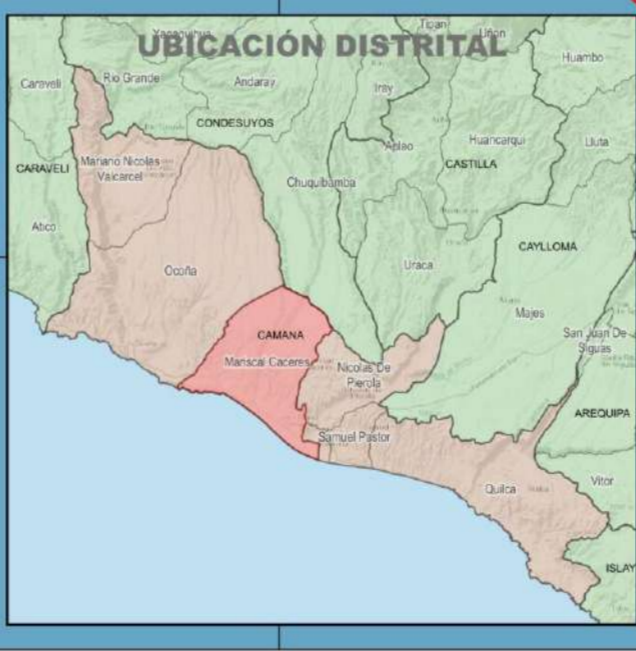 UBICACIÓN DISTRITAL
Tipan
Uñon
Huambo
Caraveli
Rio Grande
Andaray
Iray
CONDESUYOS
Aplao
Huancarqui
Lluta
CARAVELI
Mariano Nicolas
Valcarcel
CASTILLA
Chuquibamba
Atico
CAYLLOMA
Ocoña
Uraca
Majes
San Juan De
Siguas
CAMANA
Mariscal Caceres
Nicolas De
Pierola
AREQUIPA
Samuel Pastor
Quilca
Vitor
ISLAY